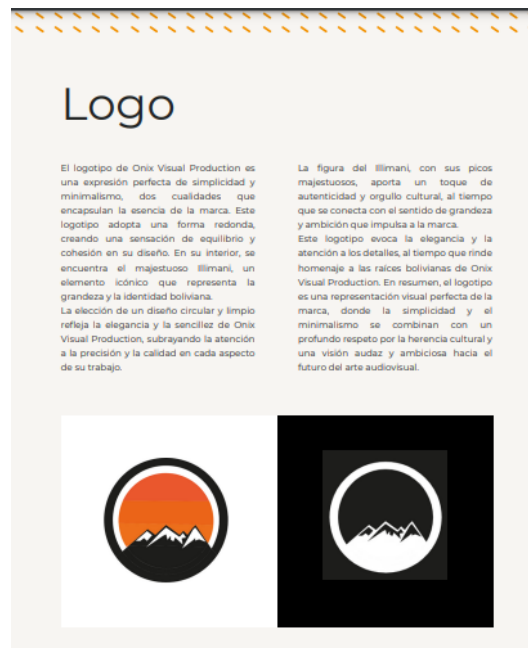 Logo
El logotipo de Onix Visual Production es
una expresión perfecta de simplicidad y
minimalismo, dos cualidades que
encapsulan la esencia de la marca. Este
logotipo adopta una forma redonda,
creando una sensación de equilibrio y
cohesión en su diseño. En su interior, se
encuentra el majestuoso Illimani, un
elemento icónico que representa la
grandeza y la identidad boliviana.
La elección de un diseño circular y limpio
refleja la elegancia y la sencillez de Onix
Visual Production, subrayando la atención
a la precisión y la calidad en cada aspecto
de su trabajo.
La figura del Illimani, con sus picos
majestuosos, aporta un toque de
autenticidad y orgullo cultural, al tiempo
que se conecta con el sentido de grandeza
y ambición que impulsa a la marca.
Este logotipo evoca la elegancia y la
atención a los detalles, al tiempo que rinde
homenaje a las raíces bolivianas de Onix
Visual Production. En resumen, el logotipo
es una representación visual perfecta de la
marca, donde la simplicidad y el
minimalismo se combinan con un
profundo respeto por la herencia cultural y
una visión audaz y ambiciosa hacia el
futuro del arte audiovisual.